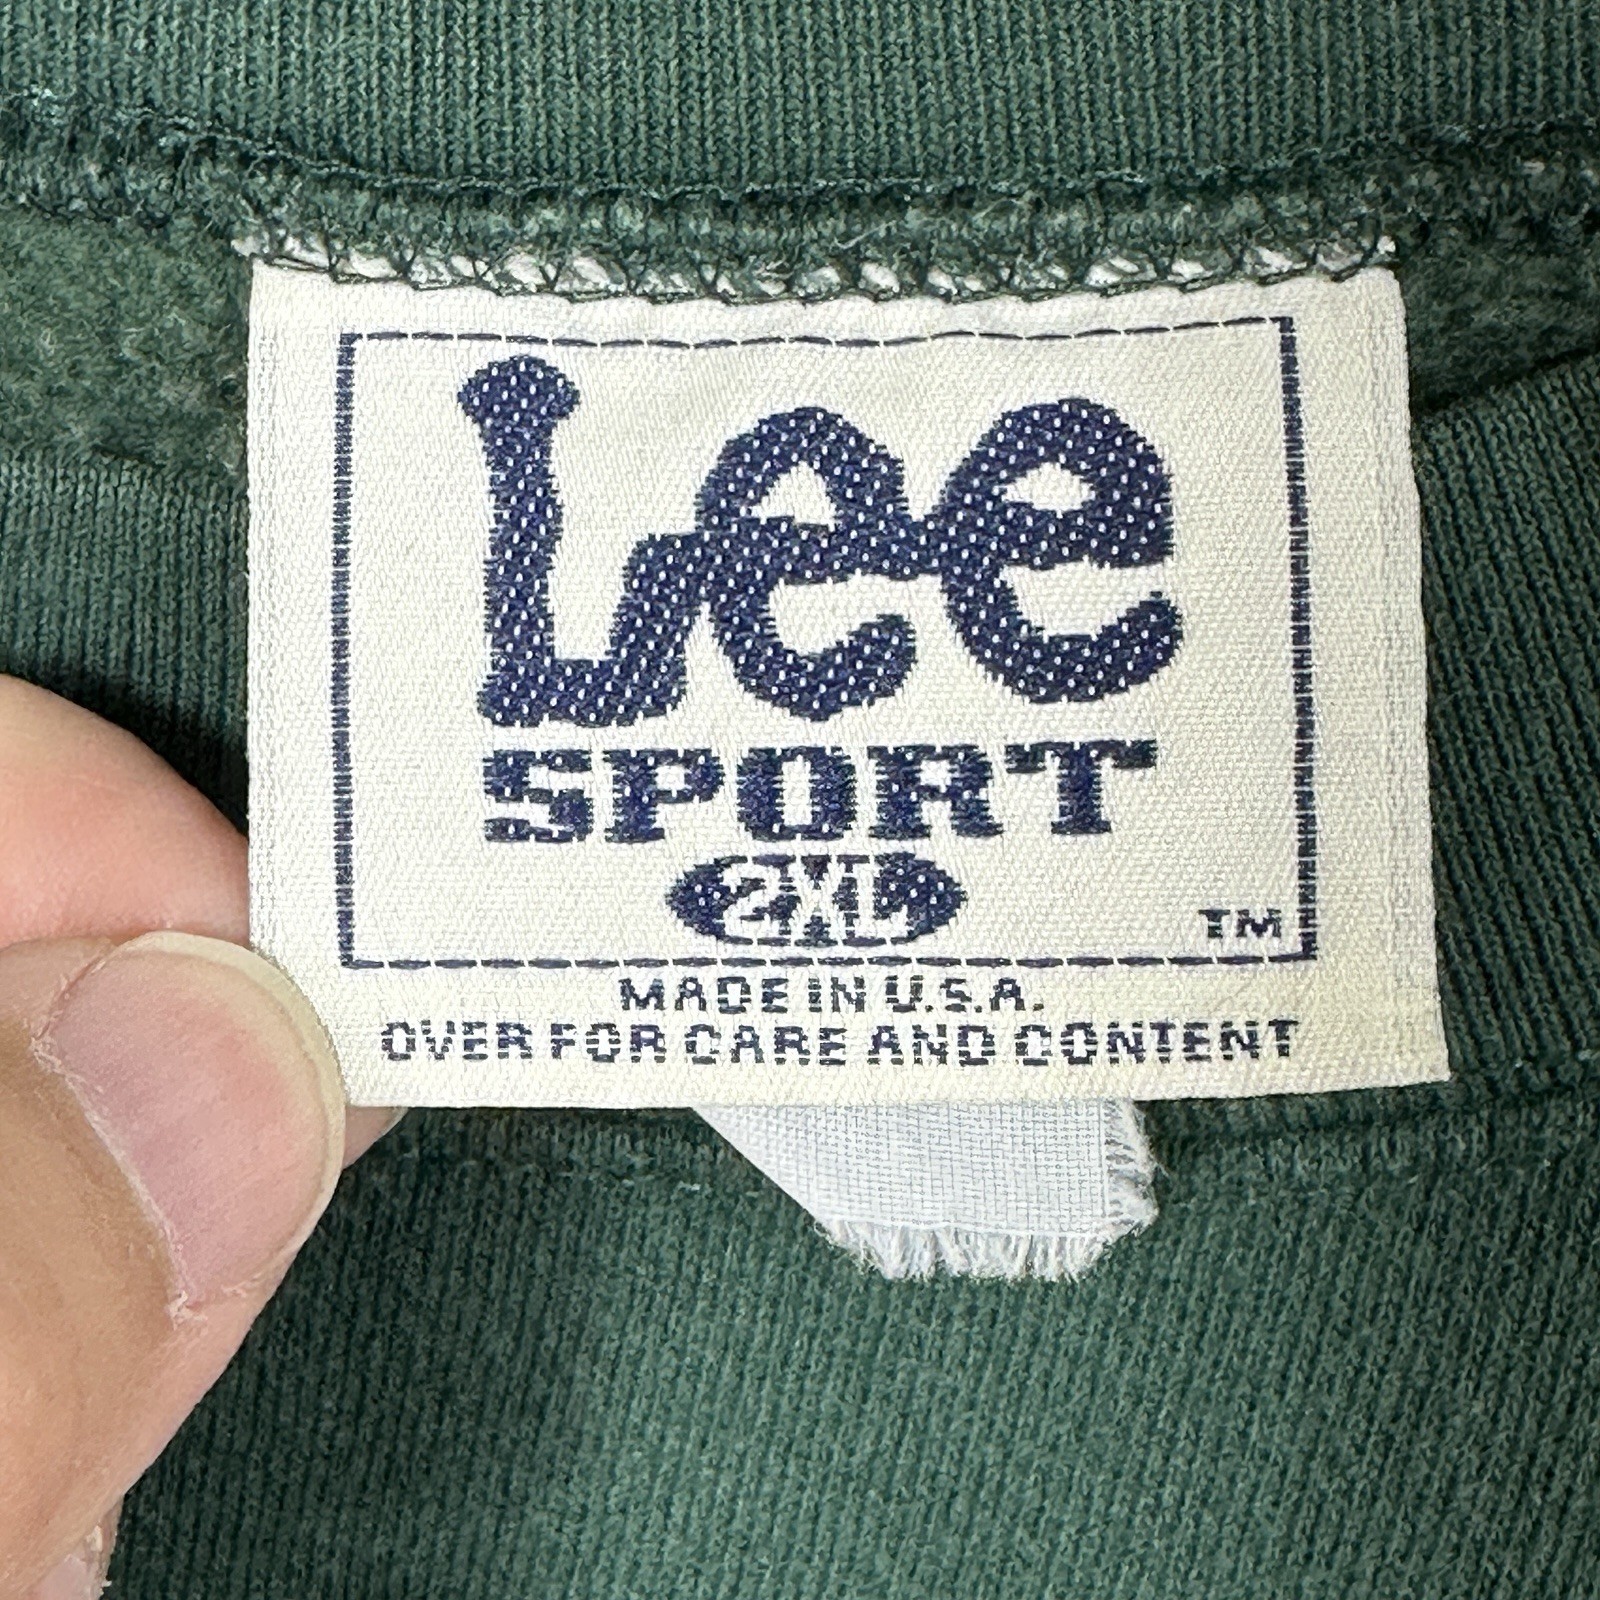 Lee
SPORT
2XL
TM
MADE IN U.S.A.
OVER FOR CARE AND CONTENT